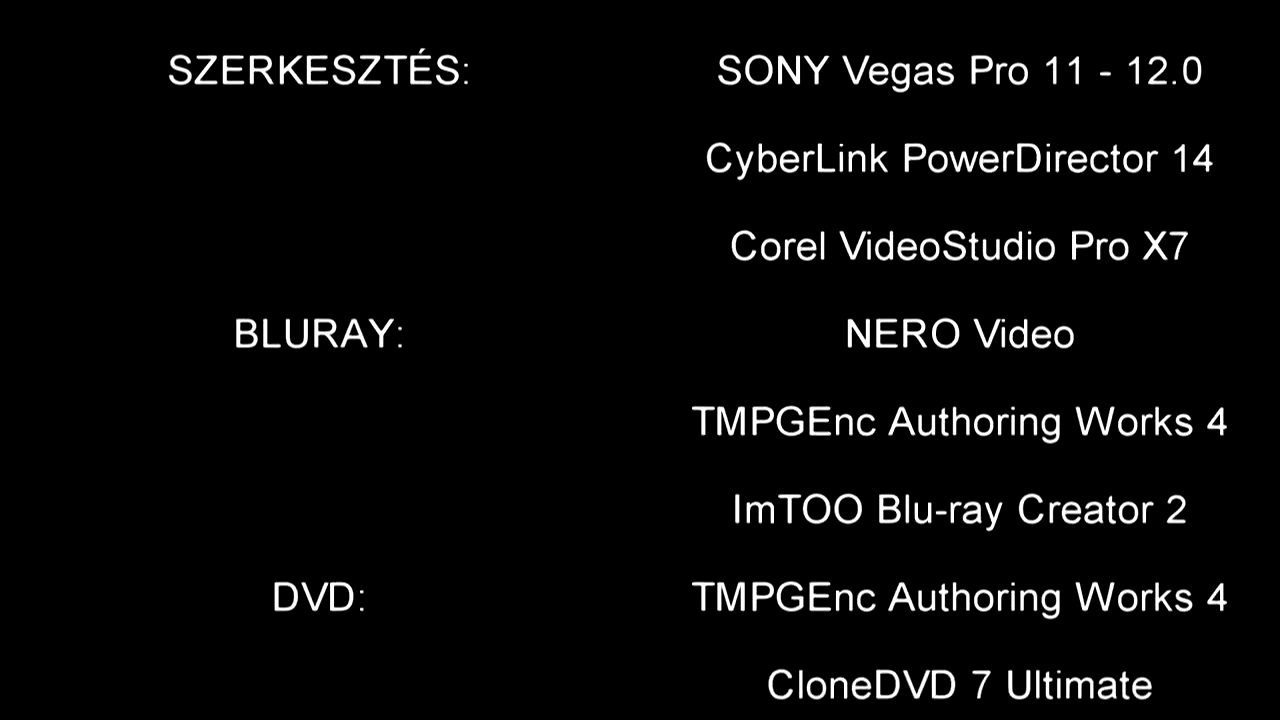 SZERKESZTÉS: SONY Vegas Pro 11 - 12.0
CyberLink PowerDirector 14
Corel VideoStudio Pro X7
BLURAY: NERO Video
TMPGEnc Authoring Works 4
ImTOO Blu-ray Creator 2
DVD: TMPGEnc Authoring Works 4
CloneDVD 7 Ultimate